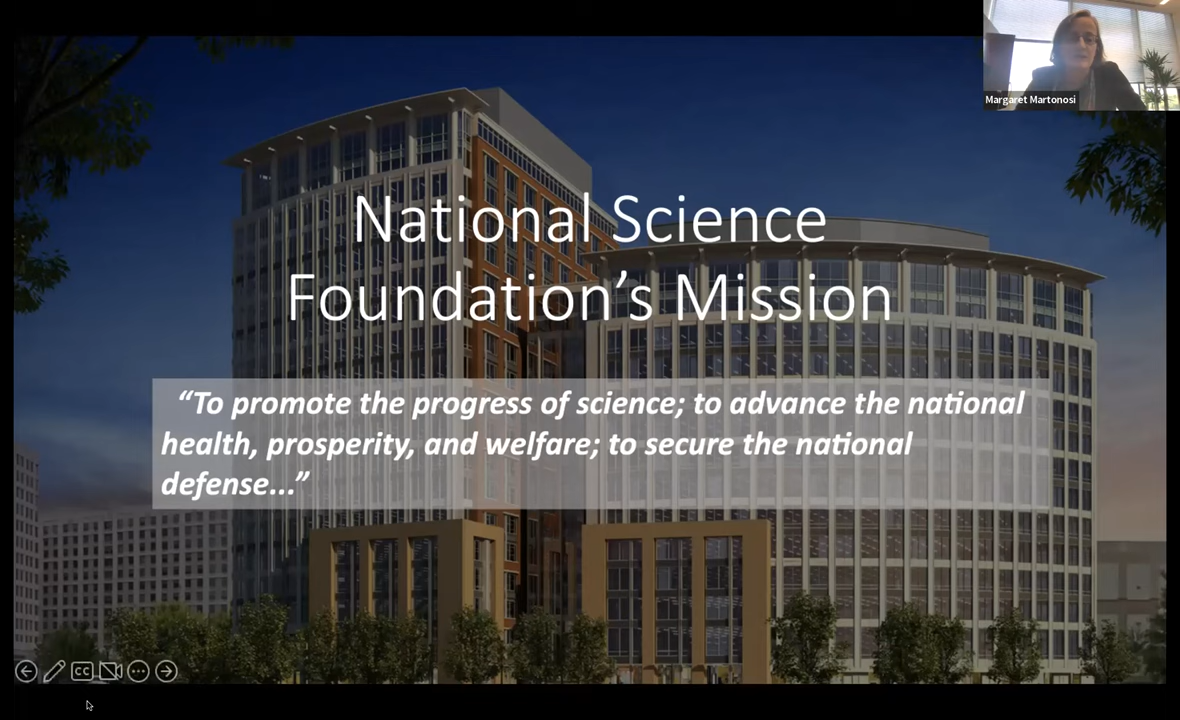 Margaret Martonosi
National Science
Foundation’s Mission
“To promote the progress of science; to advance the national
health, prosperity, and welfare; to secure the national
defense...”
CC